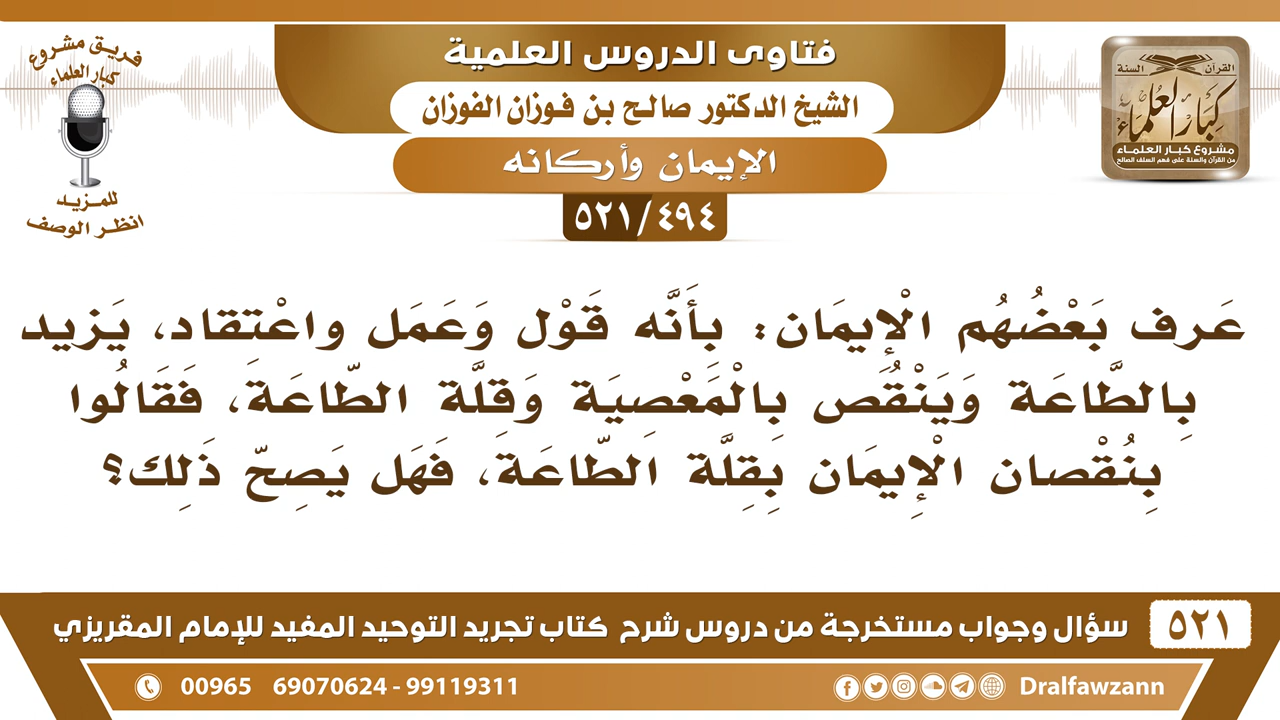 فريق مشروع
كبار العلماء
للمزيد
انظر الوصف
فتاوى الدروس العلمية
الشيخ الدكتور صالح بن فوزان الفوزان
الإيمان وأركانه
٥٢١/٤٩٤
القرآن السنة
كبار العلماء
مشروع كبار العلماء
من القرآن والسنة على فهم السلف الصالح
عَرف بَعْضُهُم الْإِيمَان: بأَنَّه قَوْل وَعَمَل واعْتقاد، يَزيد
بِالطَّاعَة وَيَنْقُص بِالْمَعْصِيَة وَقِلَّة الطّاعَة، فَقَالُوا
بِنُقْصان الْإِيمَان بَقِلَّة الطّاعَة، فَهَل يَصِحّ ذَلِك؟
٥٢١ سؤال وجواب مستخرجة من دروس شرح كتاب تجريد التوحيد المفيد للإمام المقريزي
00965 69070624 - 99119311
Dralfawzann